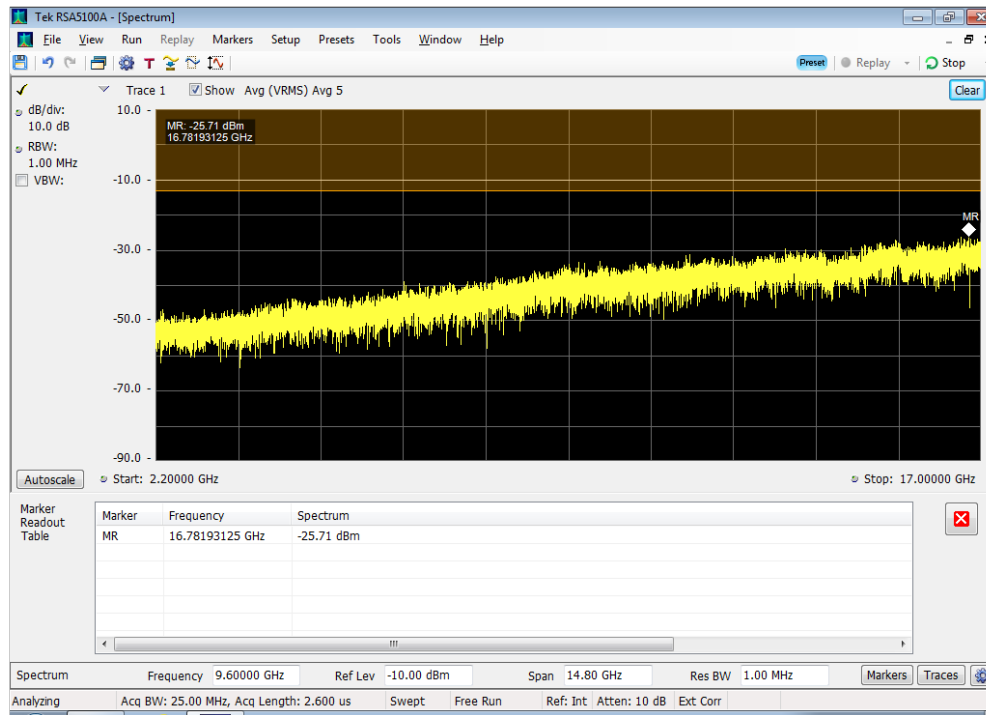 Tek RSA5100A - [Spectrum]
File View Run Replay Markers Setup Presets Tools Window Help
T Preset Replay Stop
Trace 1 Show Avg (VRMS) Avg 5 Clear
dB/div:
10.0 dB
RBW:
1.00 MHz
VBW:
10.0
MR: -25.71 dBm
16.78193125 GHz
-10.0
MR
-30.0
-50.0
-70.0
-90.0
Autoscale Start: 2.20000 GHz Stop: 17.00000 GHz
Marker
Readout
Table
Marker Frequency Spectrum
MR 16.78193125 GHz -25.71 dBm
Spectrum Frequency 9.60000 GHz Ref Lev -10.00 dBm Span 14.80 GHz Res BW 1.00 MHz Markers Traces
Analyzing Acq BW: 25.00 MHz, Acq Length: 2.600 us Swept Free Run Ref: Int Atten: 10 dB Ext Corr